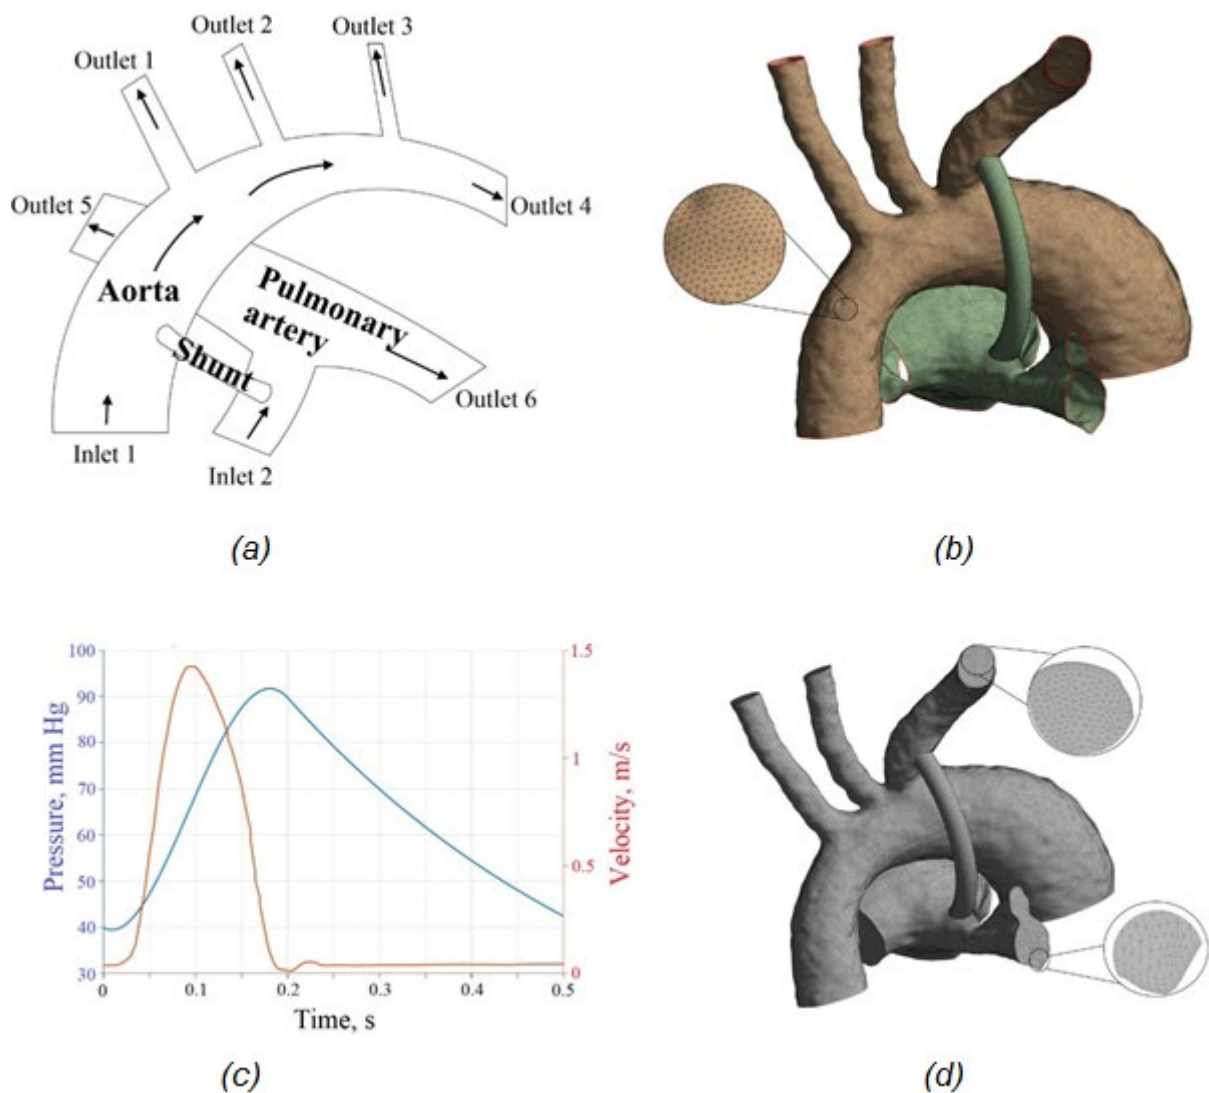 Outlet 1
Outlet 2
Outlet 3
Outlet 5
Outlet 4
Aorta
Pulmonary
artery
Shunt
Outlet 6
Inlet 1
Inlet 2
(a)
(b)
Pressure, mm Hg
100
90
80
70
60
50
40
30
1.5
1
0.5
0
Velocity, m/s
0 0.1 0.2 0.3 0.4 0.5
Time, s
(c)
(d)